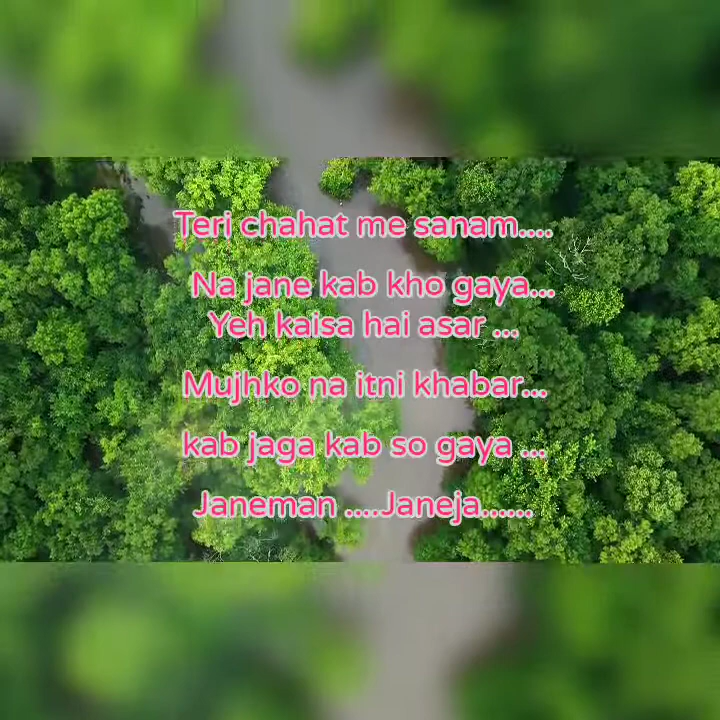 Teri chahat me sanam....
Na jane kab kho gaya...
Yeh kaisa hai asar ...
Mujhko na itni khabar...
kab jaga kab so gaya ...
Janeman ....Janeja......